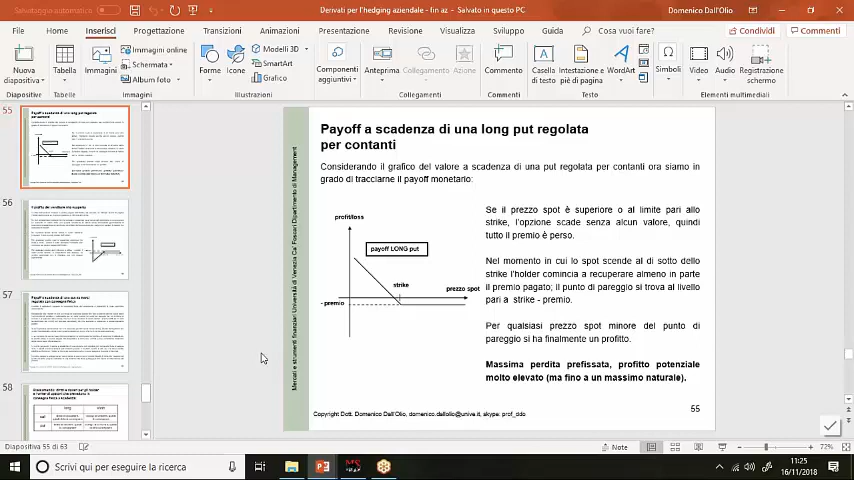 Salvataggio automatico
Derivati per l'hedging aziendale - fin az - Salvato in questo PC
Domenico Dall'Olio
File
Home
Inserisci
Progettazione
Transizioni
Animazioni
Presentazione
Revisione
Visualizza
Sviluppo
Guida
Cosa vuoi fare?
Condividi
Commenti
Nuova diapositiva
Tabella
Immagini
Immagini online
Schermata
Album foto
Forme
Icone
Modelli 3D
SmartArt
Grafico
Componenti aggiuntivi
Anteprima
Collegamento
Azione
Commento
Casella di testo
Intestazione e piè di pagina
WordArt
Simboli
Video
Audio
Registrazione schermo
Diapositive
Tabelle
Immagini
Illustrazioni
Collegamenti
Commenti
Testo
Elementi multimediali
55
56
57
58
Mercati e strumenti finanziari Università di Venezia Ca' Foscari Dipartimento di Management
Payoff a scadenza di una long put regolata
per contanti
Considerando il grafico del valore a scadenza di una put regolata per contanti ora siamo in
grado di tracciarne il payoff monetario:
profit/loss
payoff LONG put
strike
prezzo spot
- premio
Se il prezzo spot è superiore o al limite pari allo
strike, l'opzione scade senza alcun valore, quindi
tutto il premio è perso.
Nel momento in cui lo spot scende al di sotto dello
strike l'holder comincia a recuperare almeno in parte
il premio pagato; il punto di pareggio si trova al livello
pari a strike - premio.
Per qualsiasi prezzo spot minore del punto di
pareggio si ha finalmente un profitto.
Massima perdita prefissata, profitto potenziale
molto elevato (ma fino a un massimo naturale).
Copyright Dott. Domenico Dall'Olio, domenico.dallolio@unive.it, skype: prof_ddo
55
Diapositiva 55 di 63
Note
72%
Scrivi qui per eseguire la ricerca
11:25
16/11/2018